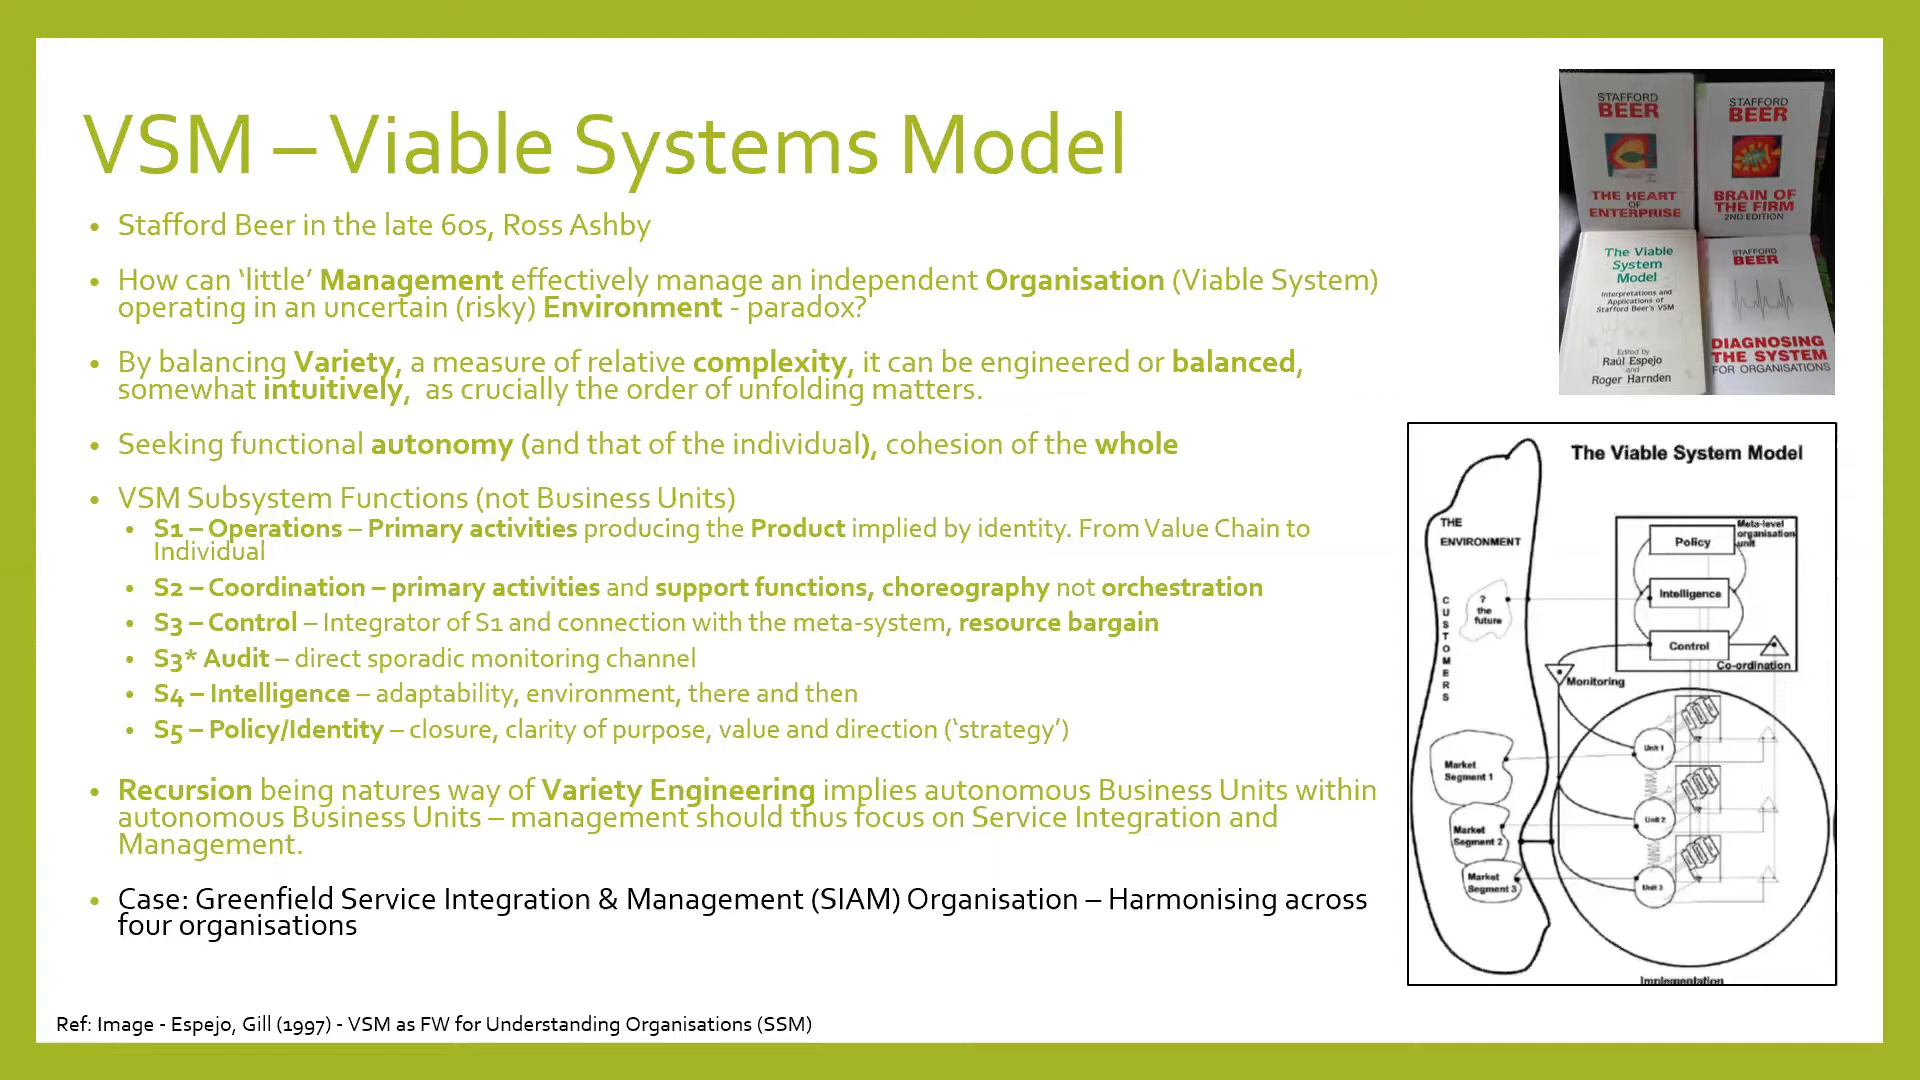 VSM – Viable Systems Model
• Stafford Beer in the late 60s, Ross Ashby
• How can ‘little’ Management effectively manage an independent Organisation (Viable System)
operating in an uncertain (risky) Environment - paradox?
• By balancing Variety, a measure of relative complexity, it can be engineered or balanced,
somewhat intuitively, as crucially the order of unfolding matters.
• Seeking functional autonomy (and that of the individual), cohesion of the whole
• VSM Subsystem Functions (not Business Units)
• S1 – Operations – Primary activities producing the Product implied by identity. From Value Chain to
Individual
• S2 – Coordination – primary activities and support functions, choreography not orchestration
• S3 – Control – Integrator of S1 and connection with the meta-system, resource bargain
• S3* Audit – direct sporadic monitoring channel
• S4 – Intelligence – adaptability, environment, there and then
• S5 – Policy/Identity – closure, clarity of purpose, value and direction (‘strategy’)
• Recursion being natures way of Variety Engineering implies autonomous Business Units within
autonomous Business Units – management should thus focus on Service Integration and
Management.
• Case: Greenfield Service Integration & Management (SIAM) Organisation – Harmonising across
four organisations
Ref: Image - Espejo, Gill (1997) - VSM as FW for Understanding Organisations (SSM)
STAFFORD
BEER
THE HEART
OF
ENTERPRISE
STAFFORD
BEER
BRAIN OF
THE FIRM
2ND EDITION
The Viable
System
Model
Interpretations and
Applications of
Stafford Beer's VSM
Edited by
Raúl Espejo
and
Roger Harnden
STAFFORD
BEER
DIAGNOSING
THE SYSTEM
FOR ORGANISATIONS
The Viable System Model
THE
ENVIRONMENT
CUSTOMERS
?
the
future
Meta-level
organisation
unit
Policy
Intelligence
Control
Co-ordination
Monitoring
Market
Segment 1
Market
Segment 2
Market
Segment 3
Unit 1
Unit 2
Unit 3
Implementation